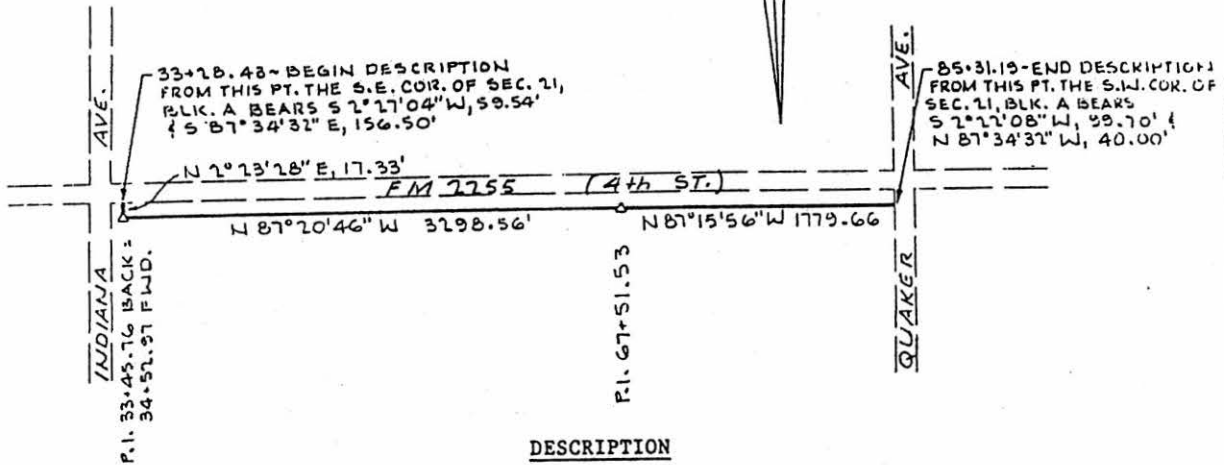 33+28.43~BEGIN DESCRIPTION
FROM THIS PT. THE S.E. COR. OF SEC. 21,
BLK. A BEARS S 2°27'04" W, 59.54'
& S 87°34'32" E, 156.50'
AVE.
N 2°23'28" E, 17.33'
FM 2255 (4th ST.)
AVE.
85+31.19-END DESCRIPTION
FROM THIS PT. THE S.W. COR. OF
SEC. 21, BLK. A BEARS
S 2°22'08" W, 59.70' &
N 87°34'32" W, 40.00'
N 87°20'46" W 3298.56'
N 87°15'56" W 1779.66
INDIANA
P.I. 33+45.76 BACK =
34+52.97 FWD.
P.I. 67+51.53
QUAKER
DESCRIPTION